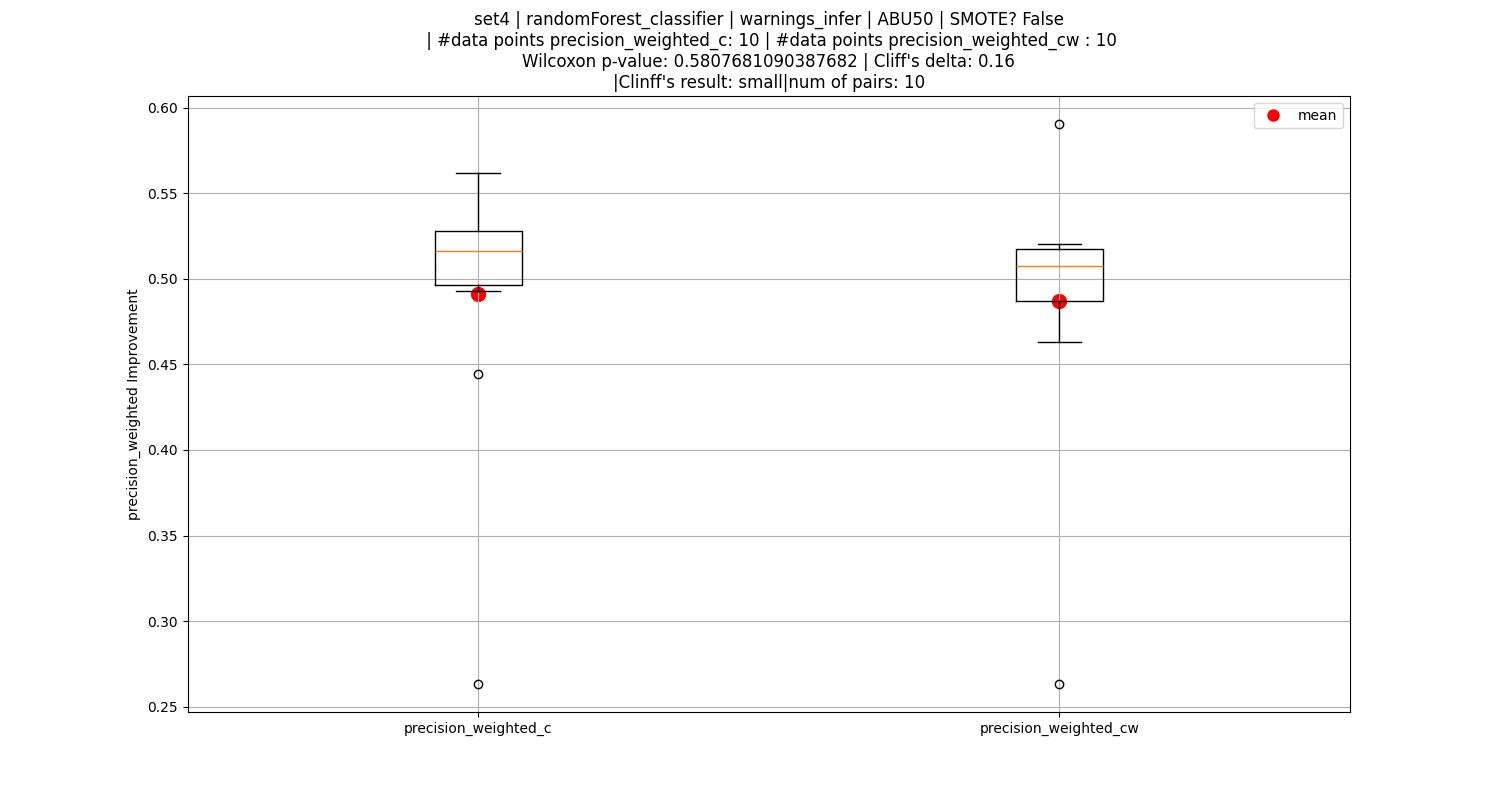 set4 | randomForest_classifier | warnings_infer | ABU50 | SMOTE? False
| #data points precision_weighted_c: 10 | #data points precision_weighted_cw : 10
Wilcoxon p-value: 0.5807681090387682 | Cliff's delta: 0.16
|Clinff's result: small|num of pairs: 10
mean
0.60
0.55
0.50
0.45
0.40
0.35
0.30
0.25
precision_weighted Improvement
precision_weighted_c
precision_weighted_cw